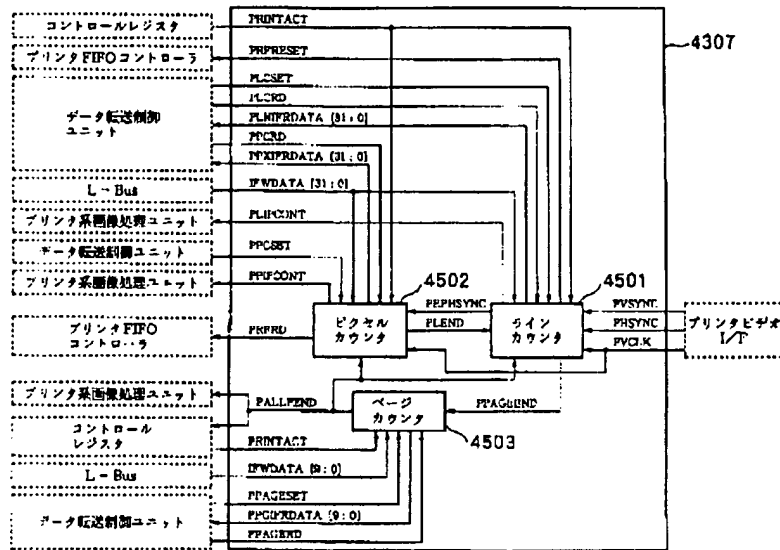 コントロールレジスタ
PRINTACT
4307
プリンタFIFOコントローラ
PRFRESET
PLCSET
データ転送制御
ユニット
PLCRD
PLNIFRDATA [31:0]
PPCRD
PPXIFRDATA [31:0]
L-Bus
IFWDATA [31:0]
プリンタ系画像処理ユニット
PLIPCONT
データ転送制御ユニット
PPCSET
プリンタ系画像処理ユニット
PPIPCONT
4502
4501
プリンタFIFO
コントローラ
PRFRD
ピクセル
カウンタ
PEPHSYNC
PLEND
ライン
カウンタ
PVSYNC
PHSYNC
PVCLK
プリンタビデオ
I/F
プリンタ系画像処理ユニット
PALLPEND
ページ
カウンタ
PPAGEEND
4503
コントロール
レジスタ
PRINTACT
L-Bus
IFWDATA [9:0]
PPAGESET
データ転送制御ユニット
PPGIFRDATA [9:0]
PPAGERD